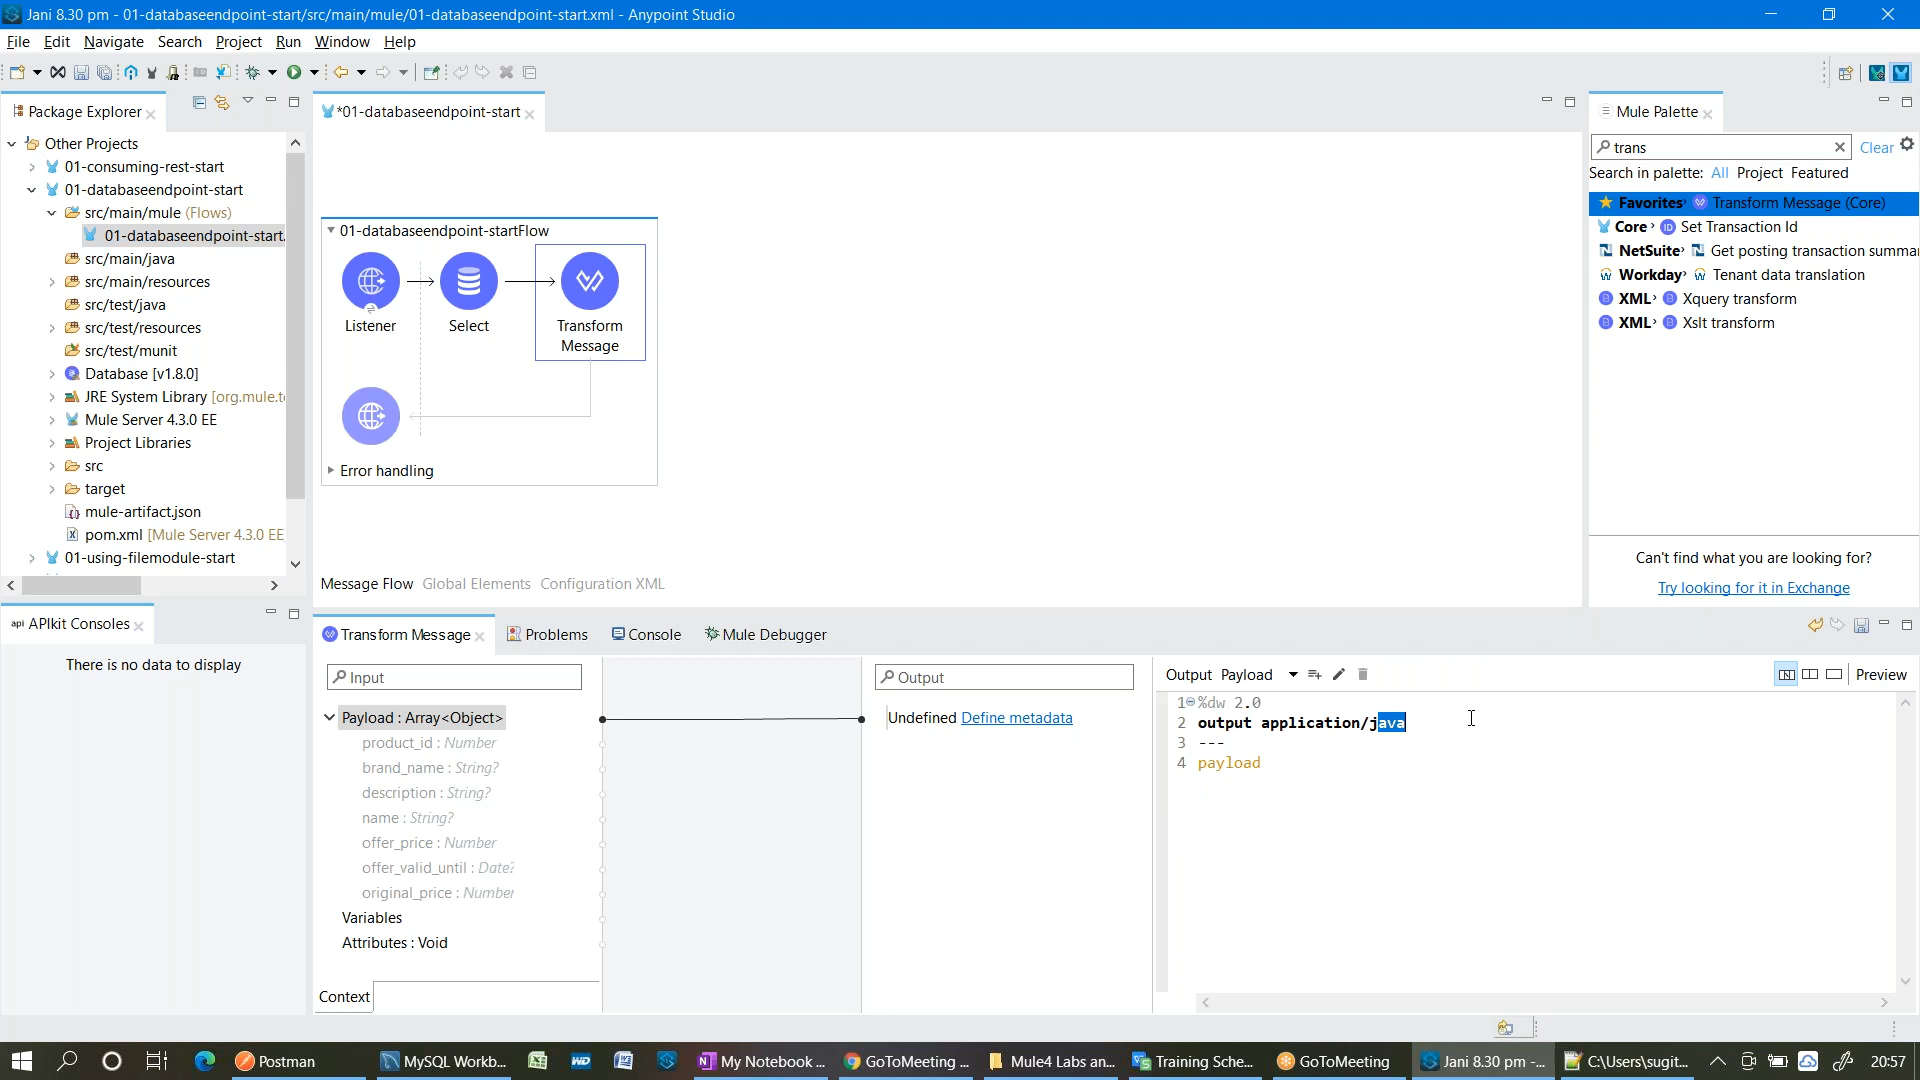 Jani 8.30 pm - 01-databaseendpoint-start/src/main/mule/01-databaseendpoint-start.xml - Anypoint Studio
File Edit Navigate Search Project Run Window Help
Package Explorer
Other Projects
01-consuming-rest-start
01-databaseendpoint-start
src/main/mule (Flows)
01-databaseendpoint-start.
src/main/java
src/main/resources
src/test/java
src/test/resources
src/test/munit
Database [v1.8.0]
JRE System Library [org.mule.t
Mule Server 4.3.0 EE
Project Libraries
src
target
mule-artifact.json
pom.xml [Mule Server 4.3.0 EE
01-using-filemodule-start
api APIkit Consoles
There is no data to display
*01-databaseendpoint-start
01-databaseendpoint-startFlow
Listener
Select
Transform
Message
Error handling
Message Flow Global Elements Configuration XML
Mule Palette
trans
Clear
Search in palette: All Project Featured
Favorites Transform Message (Core)
Core Set Transaction Id
NetSuite Get posting transaction summa
Workday Tenant data translation
XML Xquery transform
XML Xslt transform
Can't find what you are looking for?
Try looking for it in Exchange
Transform Message Problems Console Mule Debugger
Input
Payload : Array<Object>
product_id : Number
brand_name : String?
description : String?
name : String?
offer_price : Number
offer_valid_until : Date?
original_price : Number
Variables
Attributes : Void
Context
Output
Undefined Define metadata
Output Payload
Preview
1 %dw 2.0
2 output application/java
3 ---
4 payload
Postman
MySQL Workb...
My Notebook ...
GoToMeeting ...
Mule4 Labs an...
Training Sche...
GoToMeeting
Jani 8.30 pm -...
C:\Users\sugit...
20:57